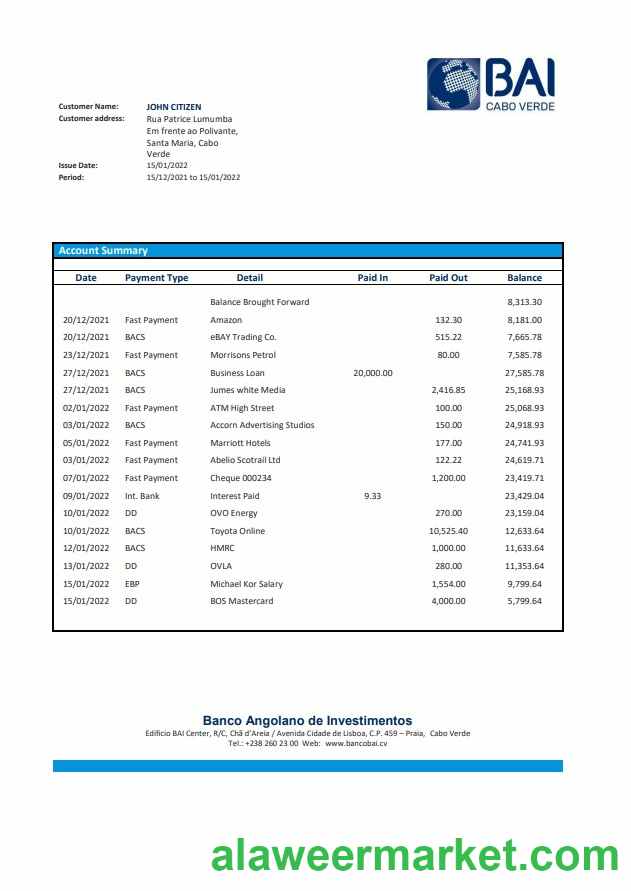 BAI
CABO VERDE
Customer Name: JOHN CITIZEN
Customer address: Rua Patrice Lumumba
Em frente ao Polivante,
Santa Maria, Cabo
Verde
Issue Date: 15/01/2022
Period: 15/12/2021 to 15/01/2022
Account Summary
Date Payment Type Detail Paid In Paid Out Balance
Balance Brought Forward 8,313.30
20/12/2021 Fast Payment Amazon 132.30 8,181.00
20/12/2021 BACS eBAY Trading Co. 515.22 7,665.78
23/12/2021 Fast Payment Morrisons Petrol 80.00 7,585.78
27/12/2021 BACS Business Loan 20,000.00 27,585.78
27/12/2021 BACS Jumes white Media 2,416.85 25,168.93
02/01/2022 Fast Payment ATM High Street 100.00 25,068.93
03/01/2022 BACS Accorn Advertising Studios 150.00 24,918.93
05/01/2022 Fast Payment Marriott Hotels 177.00 24,741.93
03/01/2022 Fast Payment Abelio Scotrail Ltd 122.22 24,619.71
07/01/2022 Fast Payment Cheque 000234 1,200.00 23,419.71
09/01/2022 Int. Bank Interest Paid 9.33 23,429.04
10/01/2022 DD OVO Energy 270.00 23,159.04
10/01/2022 BACS Toyota Online 10,525.40 12,633.64
12/01/2022 BACS HMRC 1,000.00 11,633.64
13/01/2022 DD OVLA 280.00 11,353.64
15/01/2022 EBP Michael Kor Salary 1,554.00 9,799.64
15/01/2022 DD BOS Mastercard 4,000.00 5,799.64
Banco Angolano de Investimentos
Edifício BAI Center, R/C, Chã d'Areia / Avenida Cidade de Lisboa, C.P. 459 – Praia, Cabo Verde
Tel.: +238 260 23 00 Web: www.bancobai.cv
alaweermarket.com